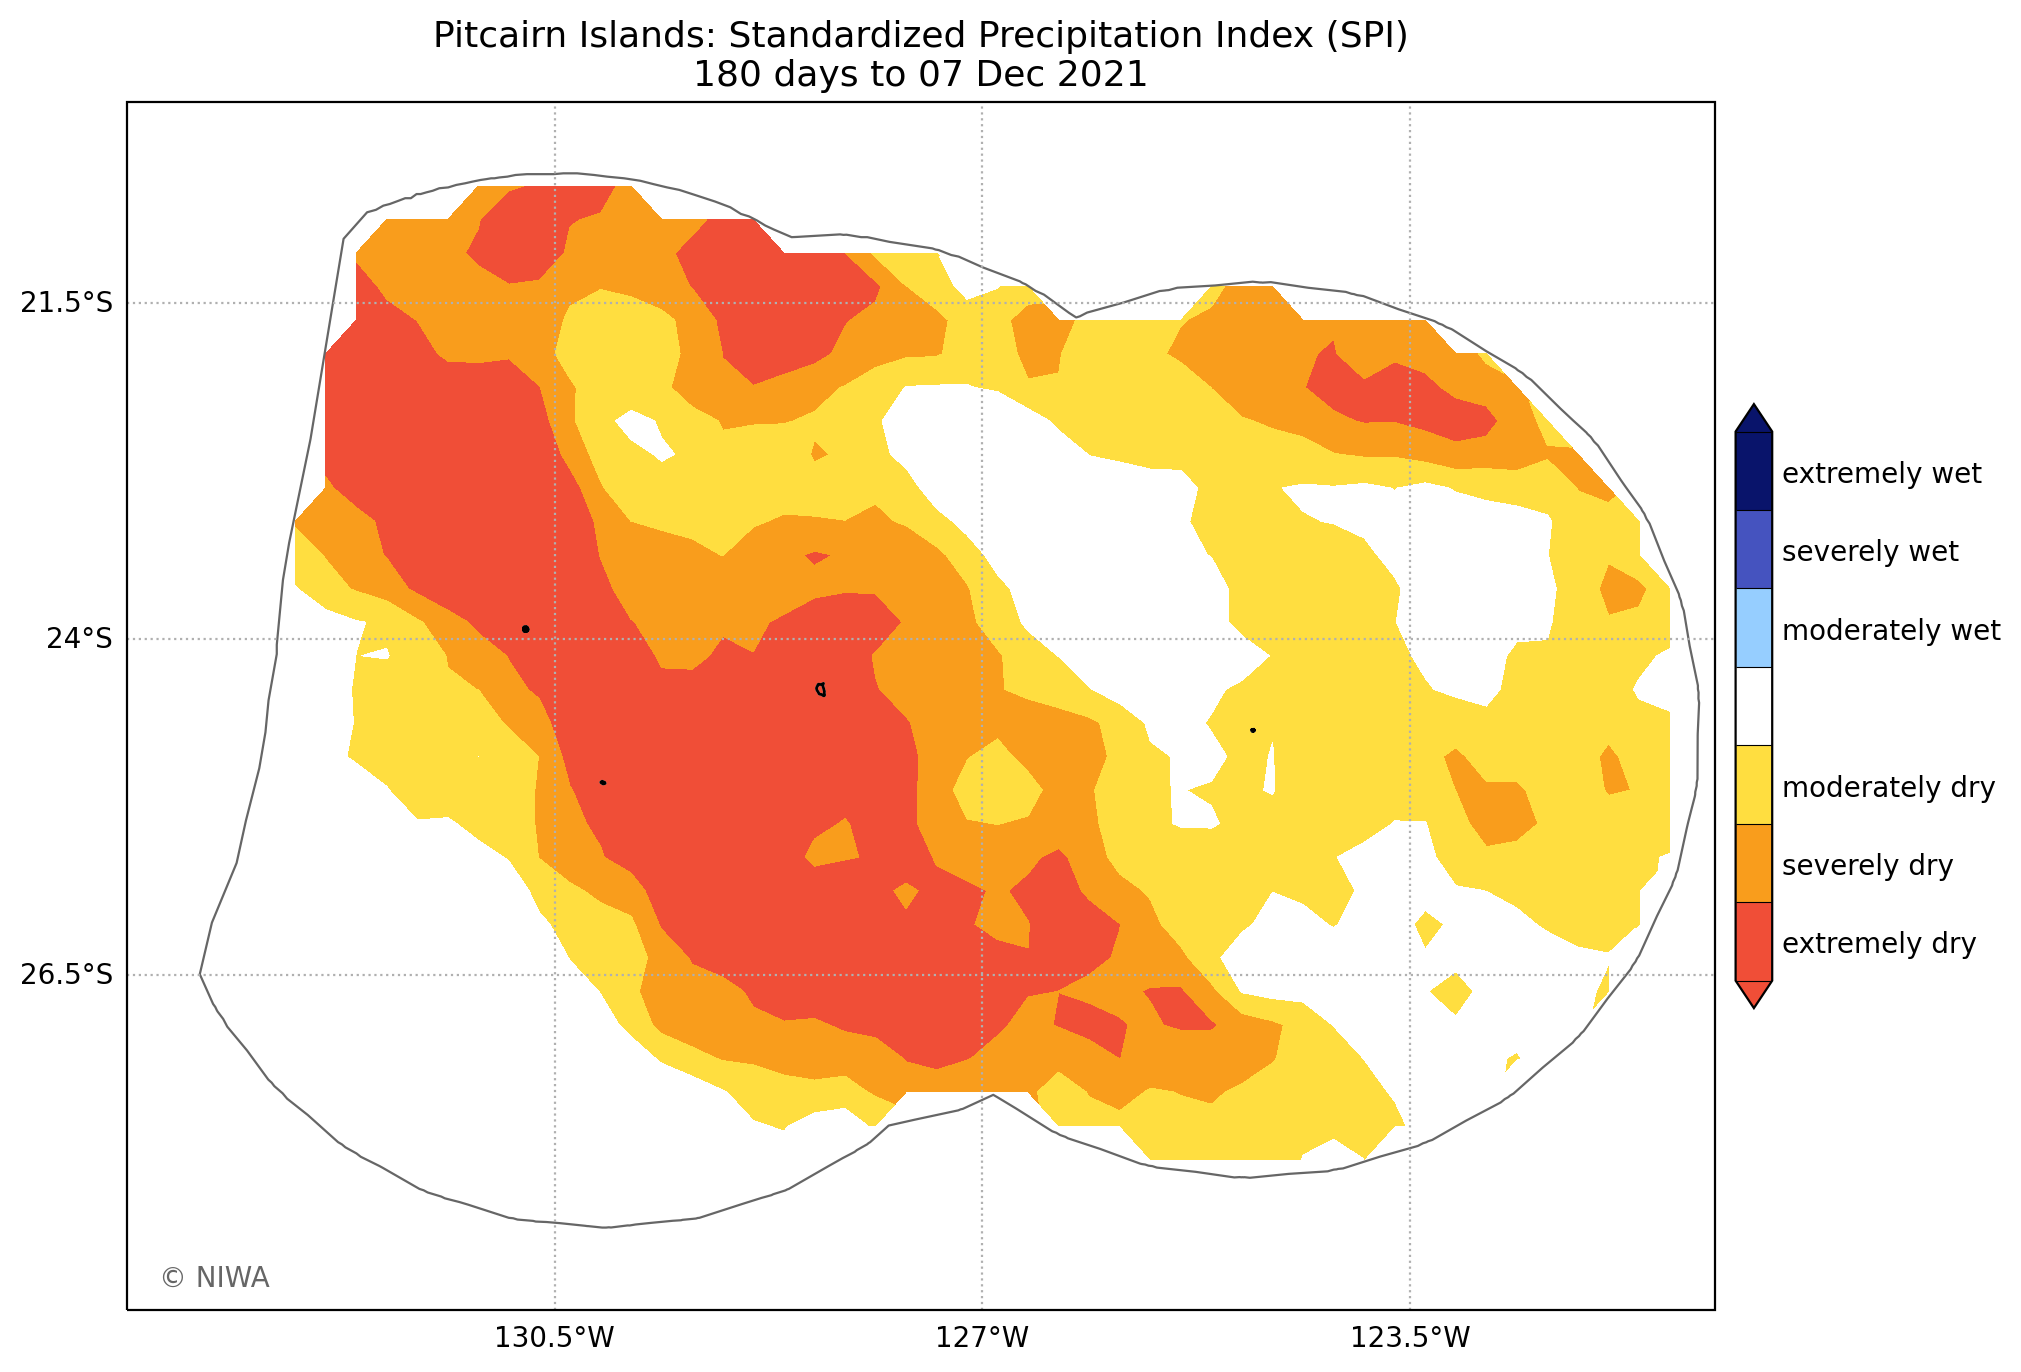 Pitcairn Islands: Standardized Precipitation Index (SPI)
180 days to 07 Dec 2021
21.5°S
24°S
26.5°S
130.5°W
127°W
123.5°W
extremely wet
severely wet
moderately wet
moderately dry
severely dry
extremely dry
© NIWA